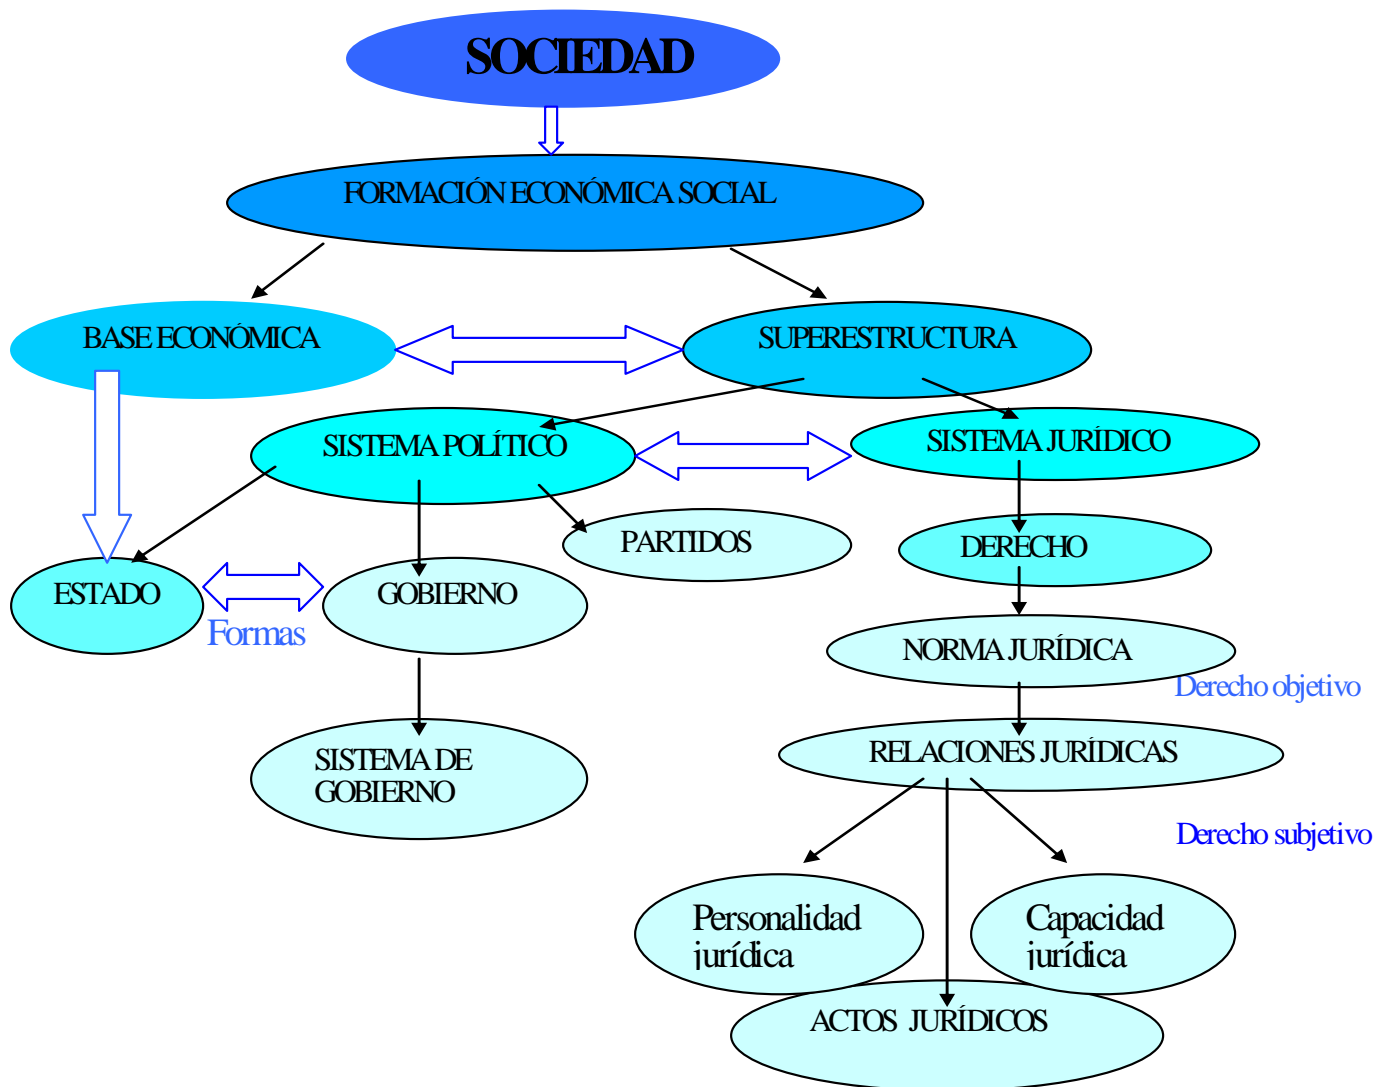 SOCIEDAD
FORMACIÓN ECONÓMICA SOCIAL
BASE ECONÓMICA
SUPERESTRUCTURA
SISTEMA POLÍTICO
SISTEMA JURÍDICO
PARTIDOS
DERECHO
ESTADO
GOBIERNO
Formas
NORMA JURÍDICA
Derecho objetivo
SISTEMA DE
GOBIERNO
RELACIONES JURÍDICAS
Derecho subjetivo
Personalidad
jurídica
Capacidad
jurídica
ACTOS JURÍDICOS